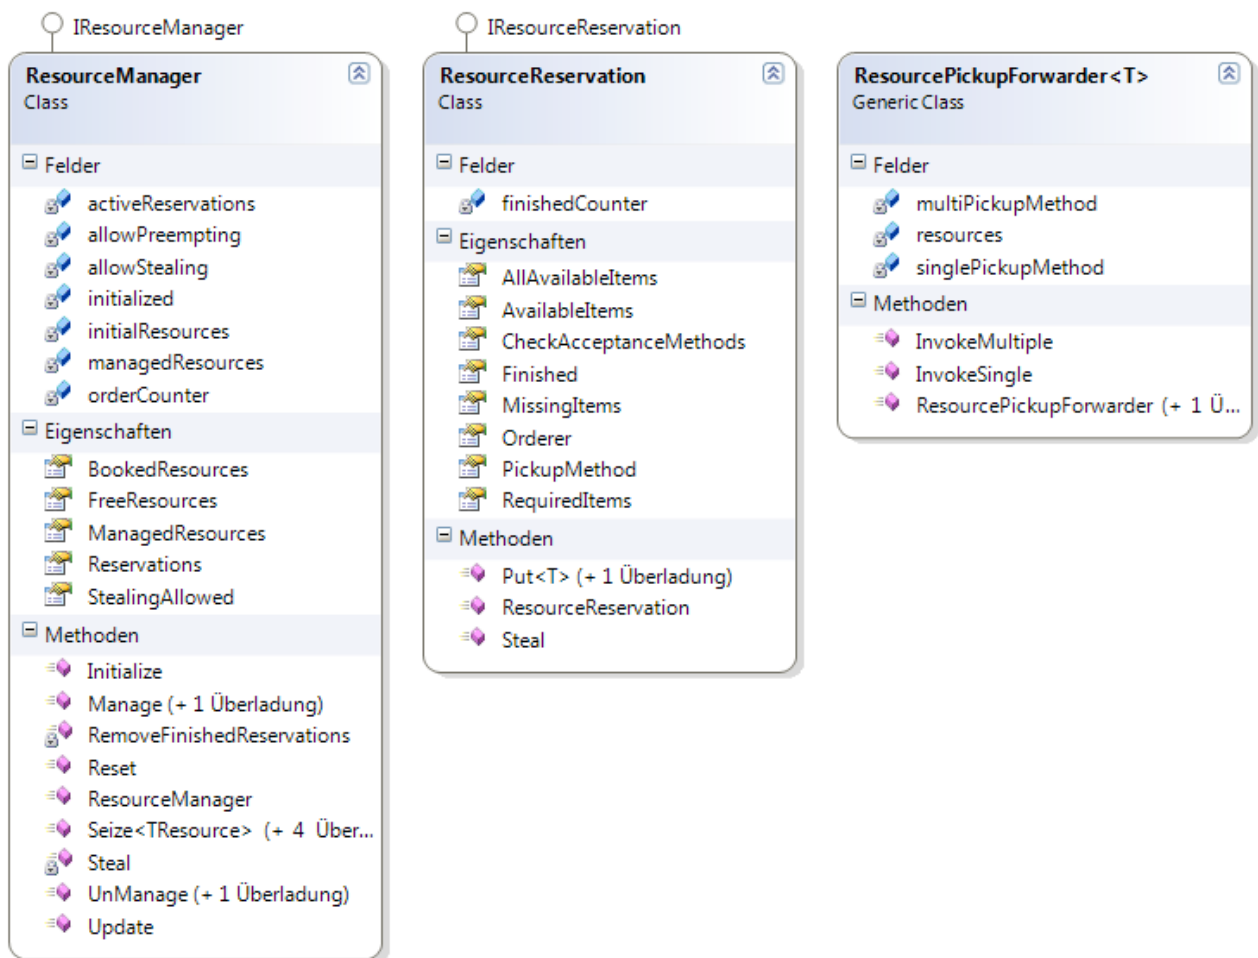 IResourceManager
ResourceManager
Class
Felder
activeReservations
allowPreempting
allowStealing
initialized
initialResources
managedResources
orderCounter
Eigenschaften
BookedResources
FreeResources
ManagedResources
Reservations
StealingAllowed
Methoden
Initialize
Manage (+ 1 Überladung)
RemoveFinishedReservations
Reset
ResourceManager
Seize<TResource> (+ 4 Über...
Steal
UnManage (+ 1 Überladung)
Update
IResourceReservation
ResourceReservation
Class
Felder
finishedCounter
Eigenschaften
AllAvailableItems
AvailableItems
CheckAcceptanceMethods
Finished
MissingItems
Orderer
PickupMethod
RequiredItems
Methoden
Put<T> (+ 1 Überladung)
ResourceReservation
Steal
ResourcePickupForwarder<T>
Generic Class
Felder
multiPickupMethod
resources
singlePickupMethod
Methoden
InvokeMultiple
InvokeSingle
ResourcePickupForwarder (+ 1 Ü...